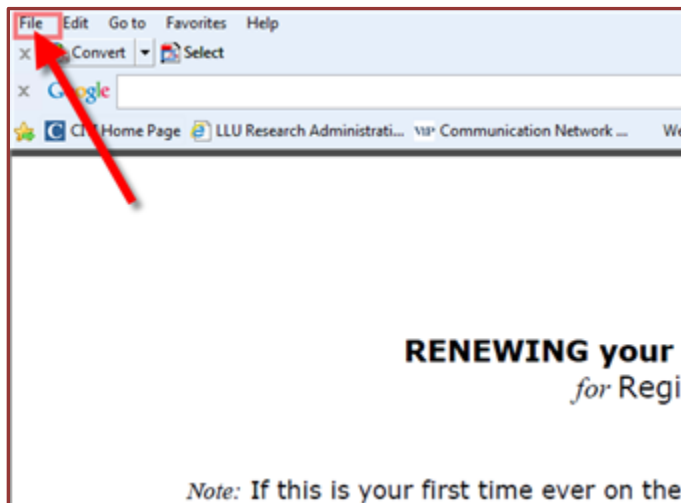 File Edit Go to Favorites Help
x Convert Select
x Google
Home Page LLU Research Administrati... VIP Communication Network ...
RENEWING your
for Regi
Note: If this is your first time ever on the